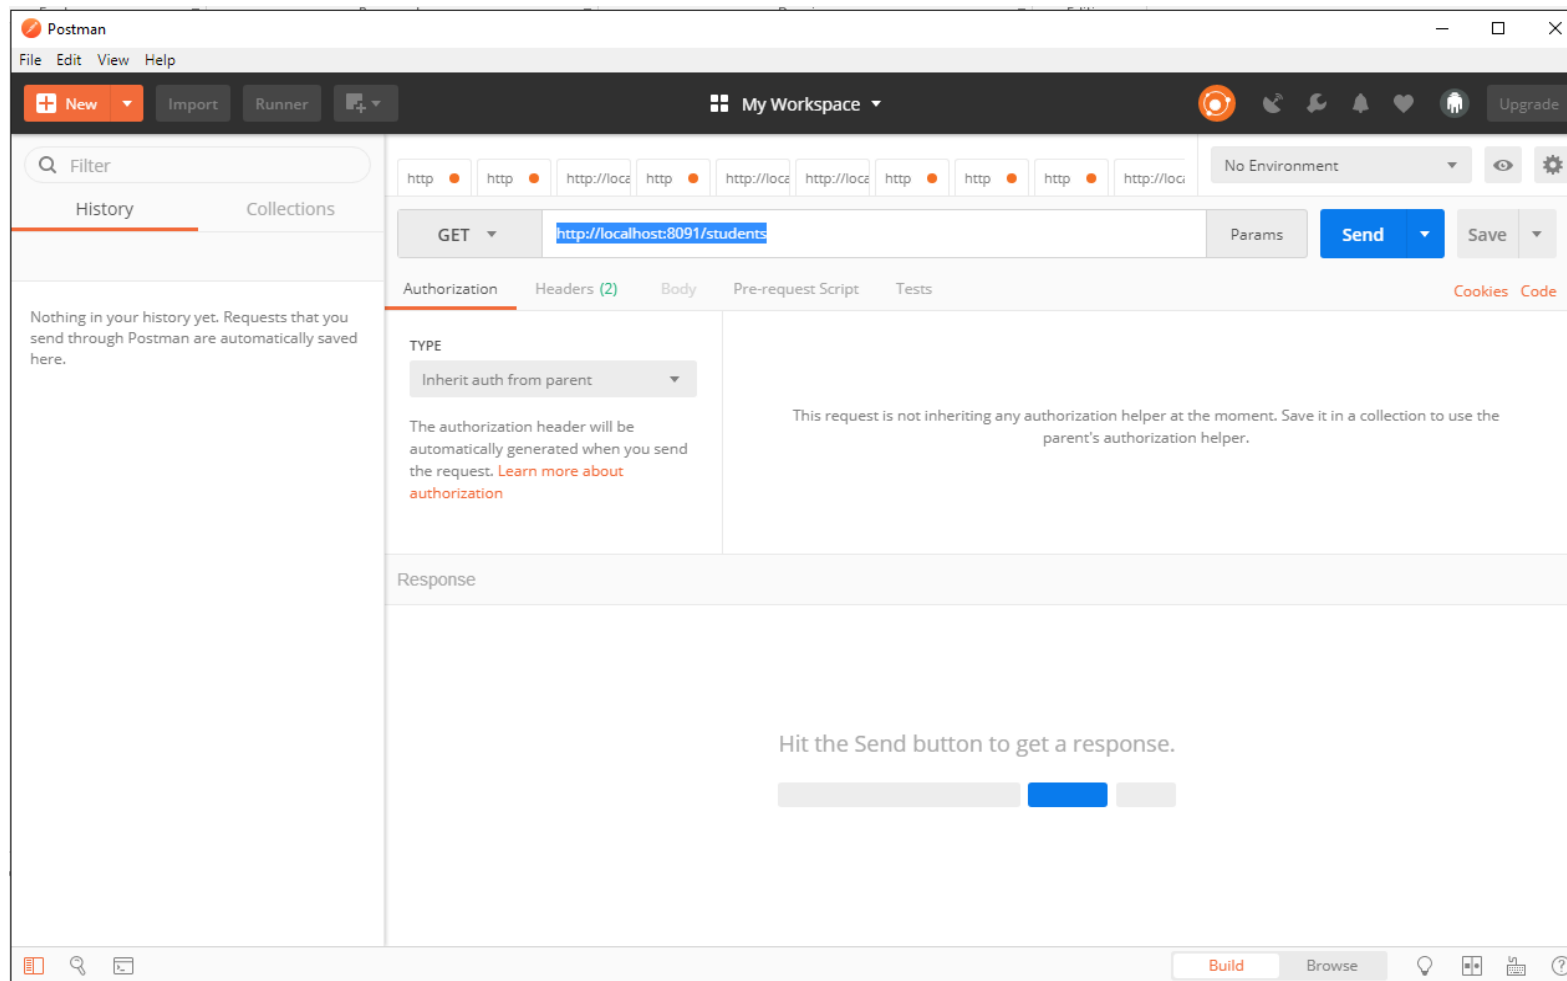 Postman
File Edit View Help
New Import Runner My Workspace Upgrade
Filter
History Collections
Nothing in your history yet. Requests that you
send through Postman are automatically saved
here.
http http http://loca http http://loca http://loca http http http http://loca
No Environment
GET http://localhost:8091/students Params Send Save
Authorization Headers (2) Body Pre-request Script Tests Cookies Code
TYPE
Inherit auth from parent
The authorization header will be
automatically generated when you send
the request. Learn more about
authorization
This request is not inheriting any authorization helper at the moment. Save it in a collection to use the
parent's authorization helper.
Response
Hit the Send button to get a response.
Build Browse